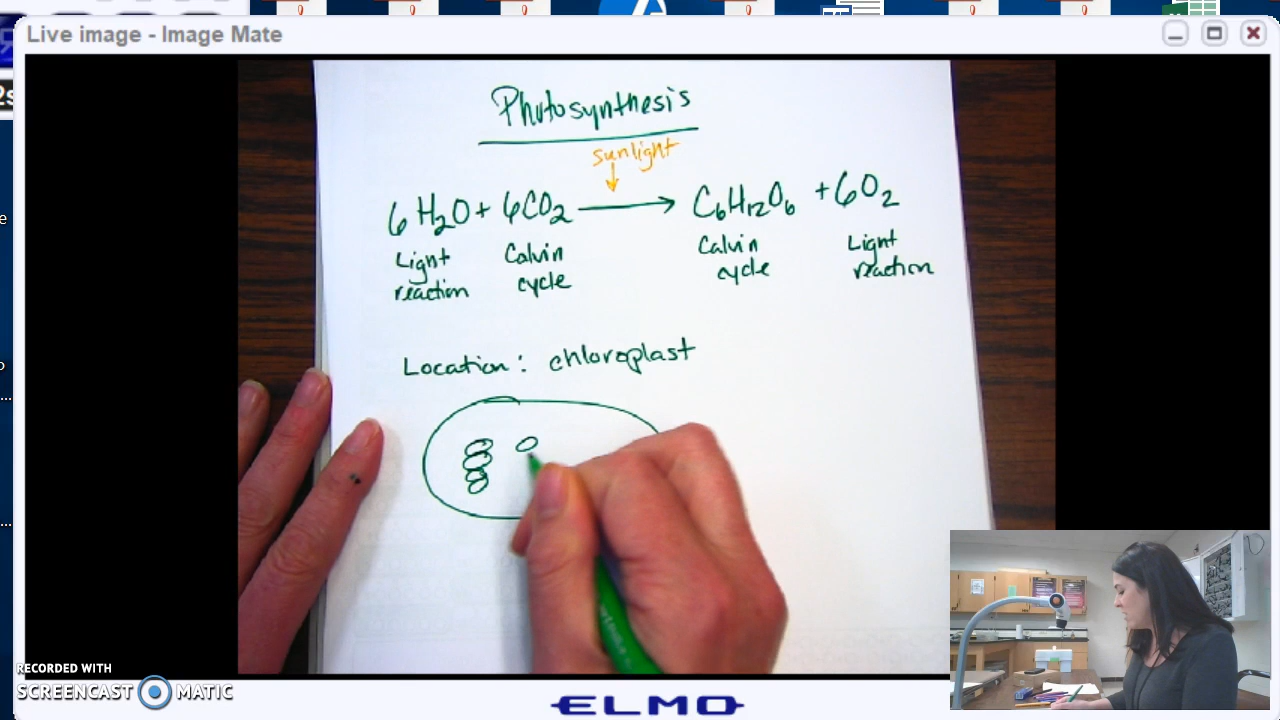 Live image - Image Mate
Photosynthesis
sunlight
6H₂O + 6CO₂ → C₆H₁₂O₆ + 6O₂
Light reaction
Calvin cycle
Calvin cycle
Light reaction
Location: chloroplast
RECORDED WITH
SCREENCAST MATIC
ELMO